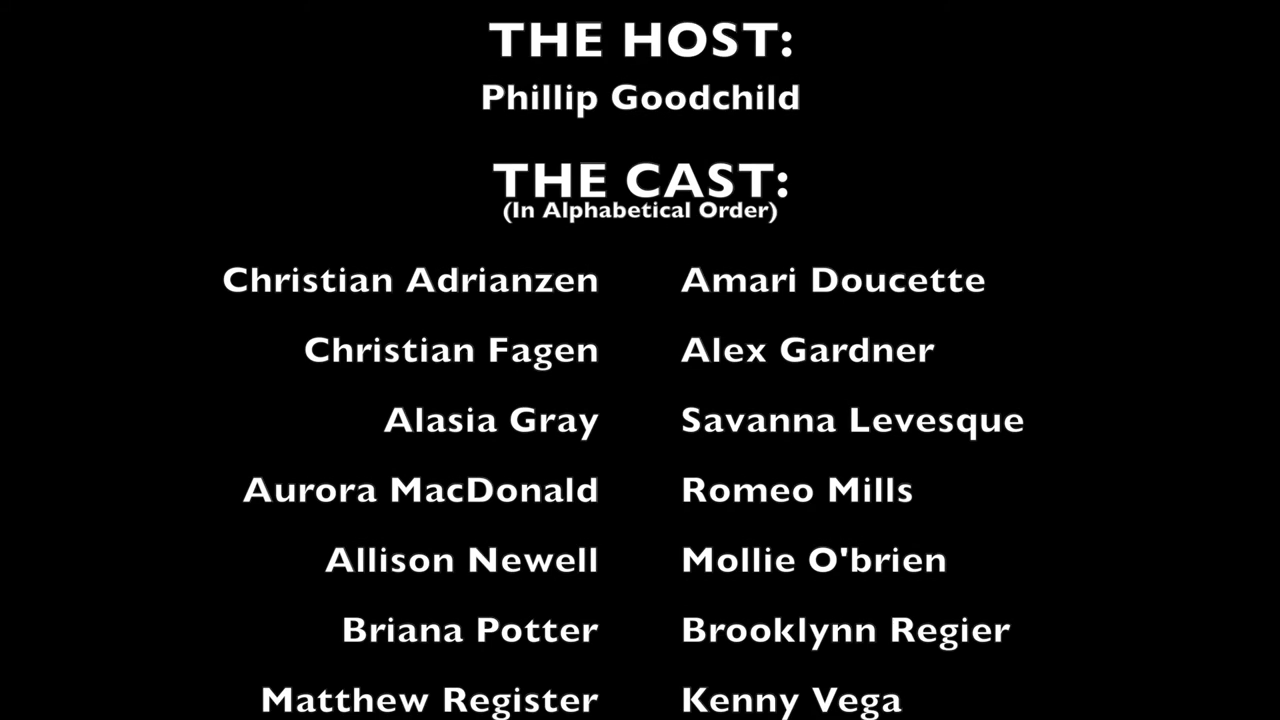 THE HOST:
Phillip Goodchild
THE CAST:
(In Alphabetical Order)
Christian Adrianzen Amari Doucette
Christian Fagen Alex Gardner
Alasia Gray Savanna Levesque
Aurora MacDonald Romeo Mills
Allison Newell Mollie O'brien
Briana Potter Brooklynn Regier
Matthew Register Kenny Vega